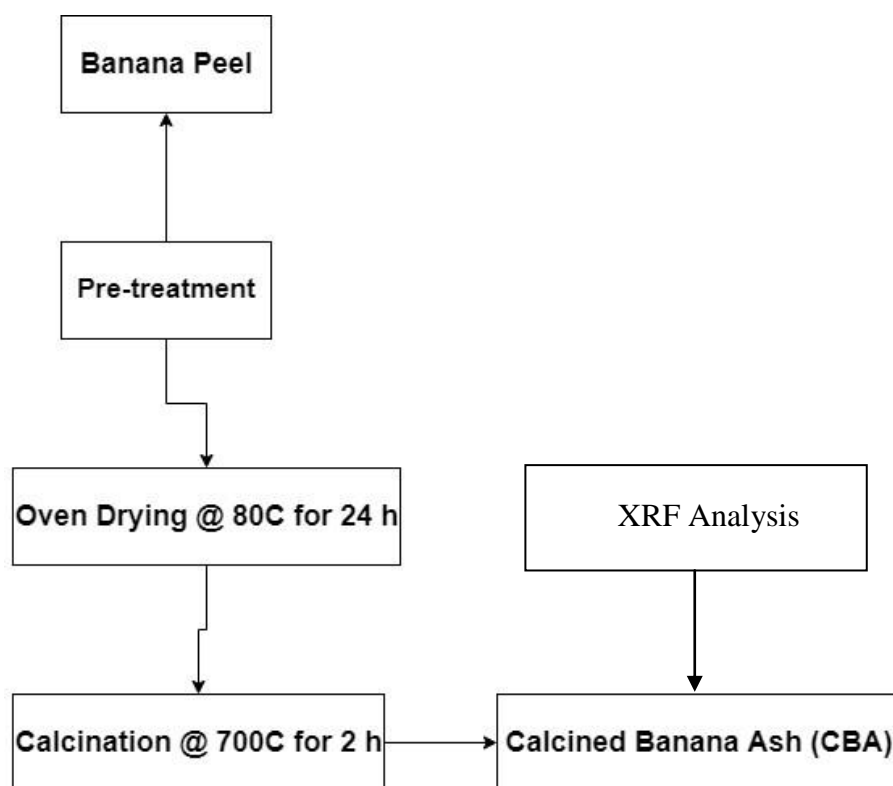 Banana Peel
Pre-treatment
Oven Drying @ 80C for 24 h
XRF Analysis
Calcination @ 700C for 2 h
Calcined Banana Ash (CBA)